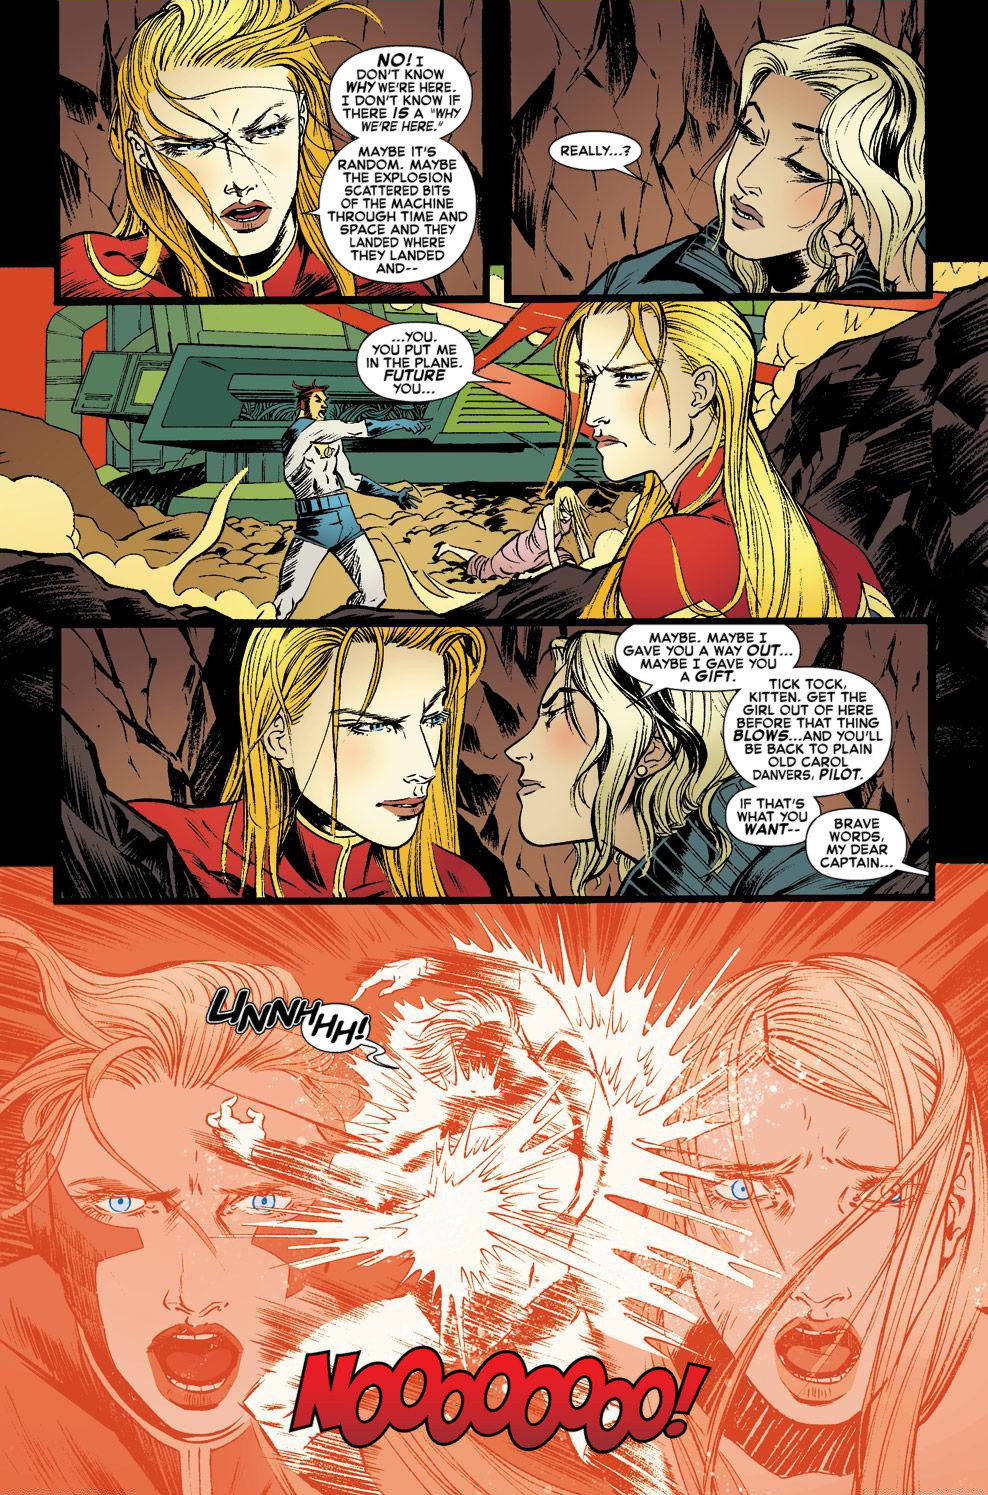 NO! I
DON'T KNOW
WHY WE'RE HERE.
I DON'T KNOW IF
THERE IS A "WHY
WE'RE HERE."
MAYBE IT'S
RANDOM. MAYBE
THE EXPLOSION
SCATTERED BITS
OF THE MACHINE
THROUGH TIME AND
SPACE AND THEY
LANDED WHERE
THEY LANDED
AND--
REALLY...?
...YOU.
YOU PUT ME
IN THE PLANE.
FUTURE
YOU...
MAYBE. MAYBE I
GAVE YOU A WAY OUT...
MAYBE I GAVE YOU
A GIFT.
TICK TOCK,
KITTEN. GET THE
GIRL OUT OF HERE
BEFORE THAT THING
BLOWS...AND YOU'LL
BE BACK TO PLAIN
OLD CAROL
DANVERS, PILOT.
IF THAT'S
WHAT YOU
WANT--
BRAVE
WORDS,
MY DEAR
CAPTAIN...
UNNHHHH!
NOOOOOOOO!